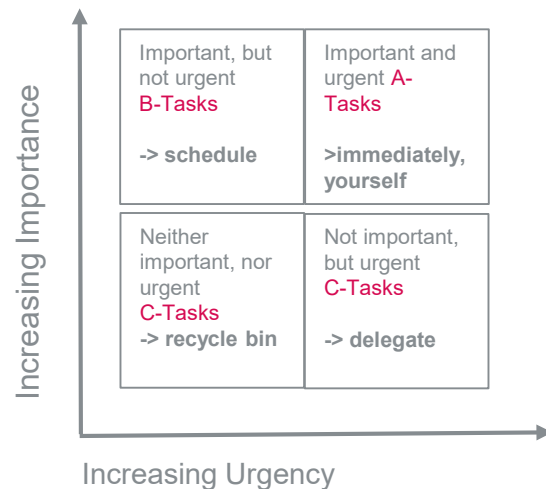 Increasing Importance
Important, but
not urgent
B-Tasks
-> schedule
Important and
urgent A-
Tasks
>immediately,
yourself
Neither
important, nor
urgent
C-Tasks
-> recycle bin
Not important,
but urgent
C-Tasks
-> delegate
Increasing Urgency